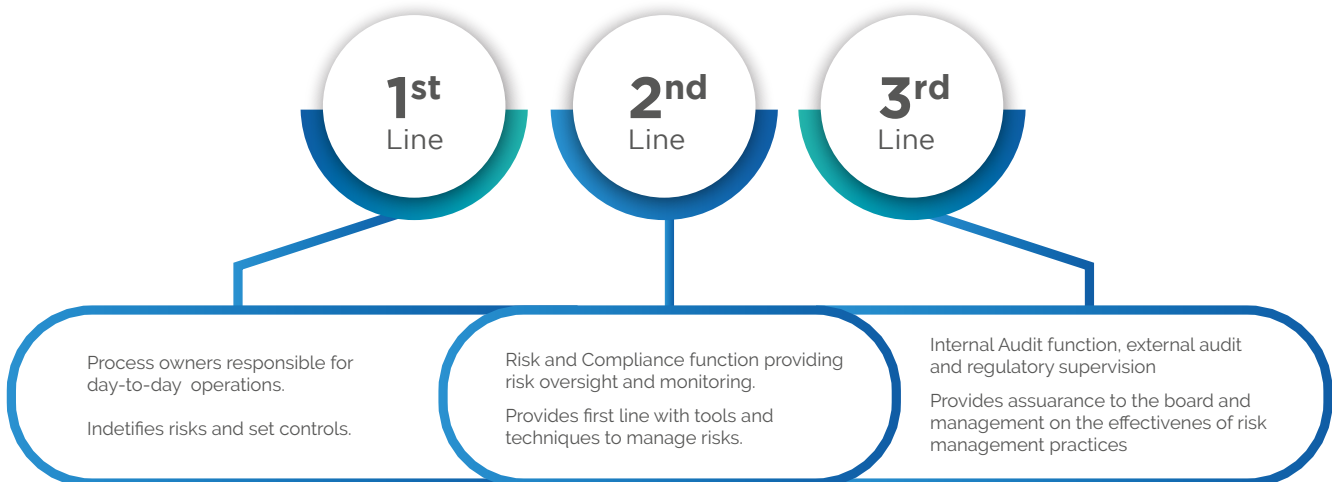 1st
Line
2nd
Line
3rd
Line
Process owners responsible for
day-to-day operations.
Indetifies risks and set controls.
Risk and Compliance function providing
risk oversight and monitoring.
Provides first line with tools and
techniques to manage risks.
Internal Audit function, external audit
and regulatory supervision
Provides assuarance to the board and
management on the effectivenes of risk
management practices